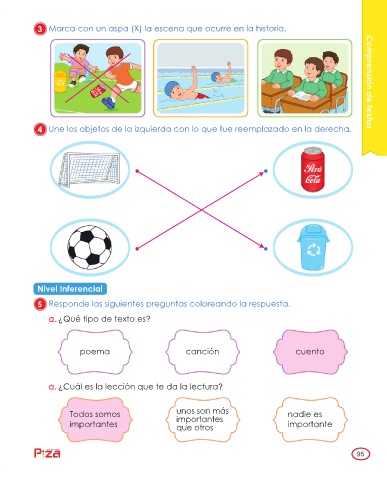 3 Marca con un aspa (X) la escena que ocurre en la historia.
Comprensión de textos
4 Une los objetos de la izquierda con lo que fue reemplazado en la derecha.
Perú
Cola
Nivel Inferencial
5 Responde las siguientes preguntas coloreando la respuesta.
a. ¿Qué tipo de texto es?
poema
canción
cuento
a. ¿Cuál es la lección que te da la lectura?
Todos somos
importantes
unos son más
importantes
que otros
nadie es
importante
95